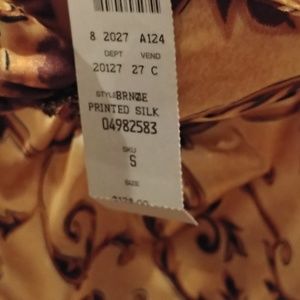 8 2027 A124
DEPT VEND
20127 27 C
STYLE BRNZE
PRINTED SILK
04982583
SKU
S
SIZE